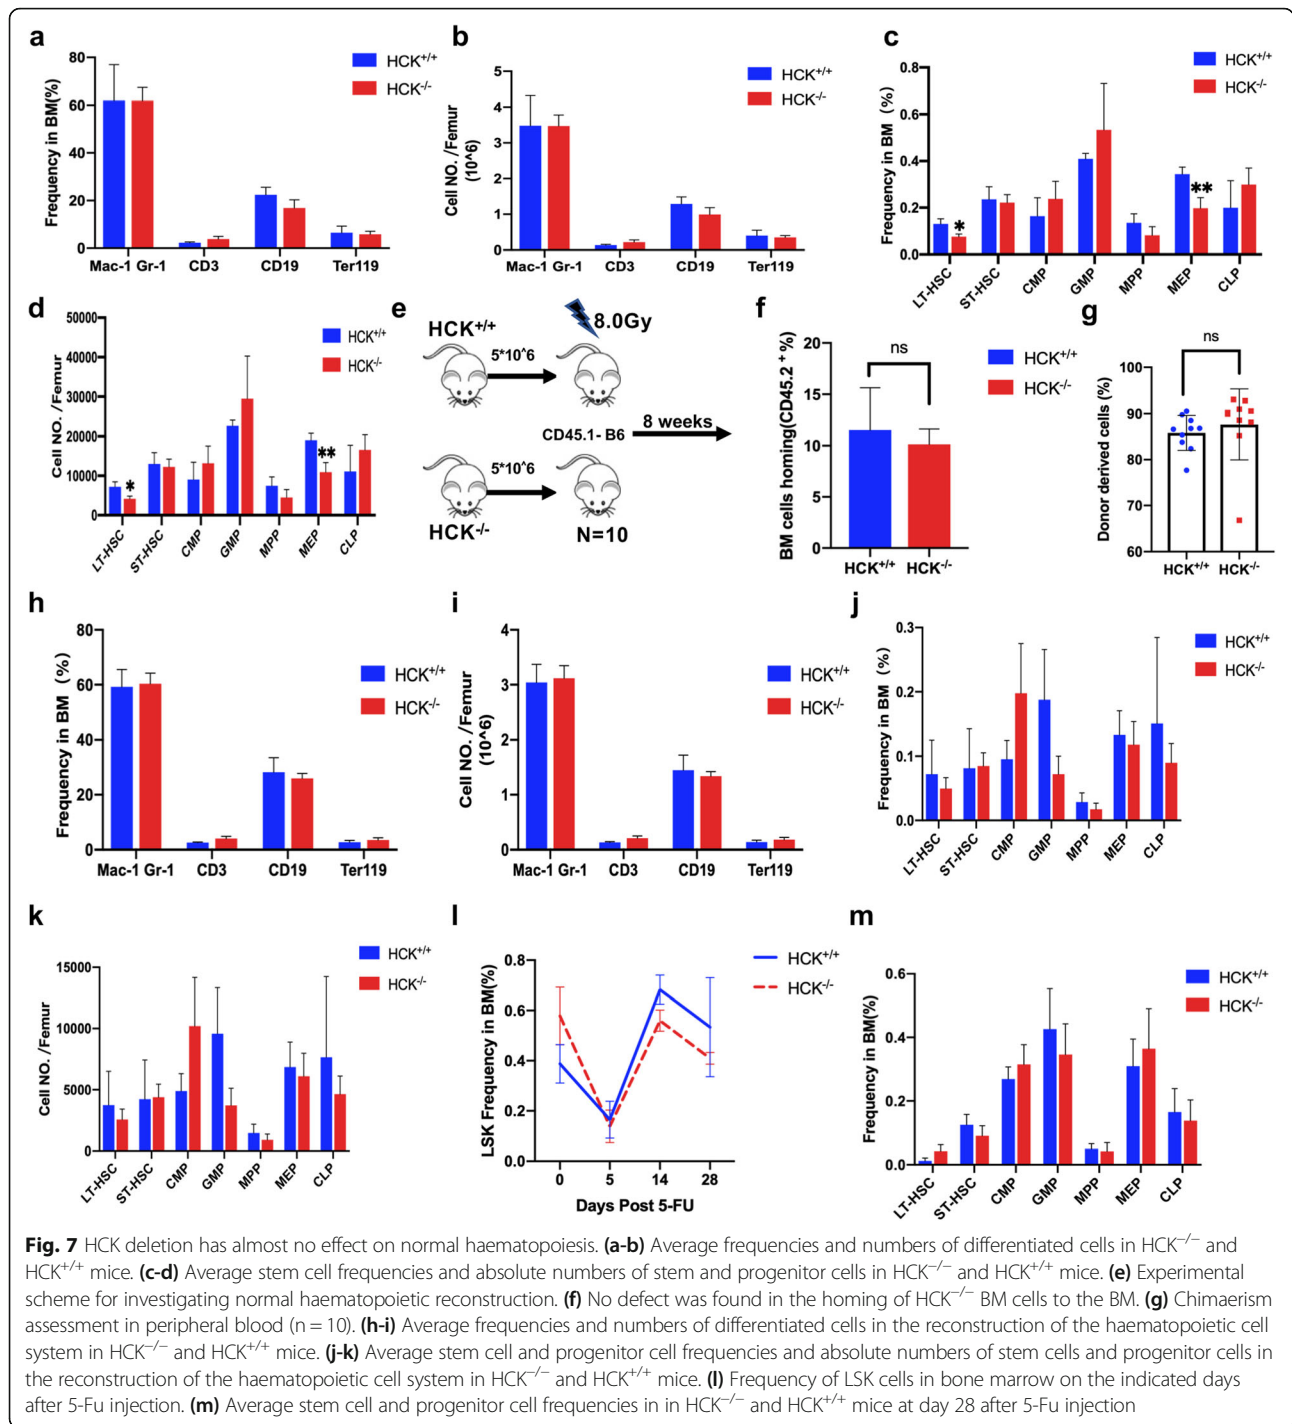 a
HCK+/+
HCK-/-
Frequency in BM(%)
80
60
40
20
0
Mac-1 Gr-1 CD3 CD19 Ter119
b
HCK+/+
HCK-/-
Cell NO. /Femur
(10^6)
5
4
3
2
1
0
Mac-1 Gr-1 CD3 CD19 Ter119
c
HCK+/+
HCK-/-
Frequency in BM (%)
0.8
0.6
0.4
0.2
0.0
*
**
LT-HSC ST-HSC CMP GMP MPP MEP CLP
d
HCK+/+
HCK-/-
Cell NO. /Femur
50000
40000
30000
20000
10000
0
*
**
LT-HSC ST-HSC CMP GMP MPP MEP CLP
e
HCK+/+
8.0Gy
5*10^6
CD45.1- B6
8 weeks
5*10^6
HCK-/-
N=10
f
HCK+/+
HCK-/-
BM cells homing(CD45.2 + %)
20
15
10
5
0
ns
HCK+/+ HCK-/-
g
ns
Donor derived cells (%)
100
90
80
70
60
HCK+/+ HCK-/-
h
HCK+/+
HCK-/-
Frequency in BM (%)
80
60
40
20
0
Mac-1 Gr-1 CD3 CD19 Ter119
i
HCK+/+
HCK-/-
Cell NO. /Femur
(10^6)
4
3
2
1
0
Mac-1 Gr-1 CD3 CD19 Ter119
j
HCK+/+
HCK-/-
Frequency in BM (%)
0.3
0.2
0.1
0.0
LT-HSC ST-HSC CMP GMP MPP MEP CLP
k
HCK+/+
HCK-/-
Cell NO. /Femur
15000
10000
5000
0
LT-HSC ST-HSC CMP GMP MPP MEP CLP
l
HCK+/+
HCK-/-
LSK Frequency in BM(%)
0.8
0.6
0.4
0.2
0.0
0 5 14 28
Days Post 5-FU
m
HCK+/+
HCK-/-
Frequency in BM(%)
0.6
0.4
0.2
0.0
LT-HSC ST-HSC CMP GMP MPP MEP CLP
Fig. 7 HCK deletion has almost no effect on normal haematopoiesis. (a-b) Average frequencies and numbers of differentiated cells in HCK−/− and
HCK+/+ mice. (c-d) Average stem cell frequencies and absolute numbers of stem and progenitor cells in HCK−/− and HCK+/+ mice. (e) Experimental
scheme for investigating normal haematopoietic reconstruction. (f) No defect was found in the homing of HCK−/− BM cells to the BM. (g) Chimaerism
assessment in peripheral blood (n = 10). (h-i) Average frequencies and numbers of differentiated cells in the reconstruction of the haematopoietic cell
system in HCK−/− and HCK+/+ mice. (j-k) Average stem cell and progenitor cell frequencies and absolute numbers of stem cells and progenitor cells in
the reconstruction of the haematopoietic cell system in HCK−/− and HCK+/+ mice. (l) Frequency of LSK cells in bone marrow on the indicated days
after 5-Fu injection. (m) Average stem cell and progenitor cell frequencies in in HCK−/− and HCK+/+ mice at day 28 after 5-Fu injection